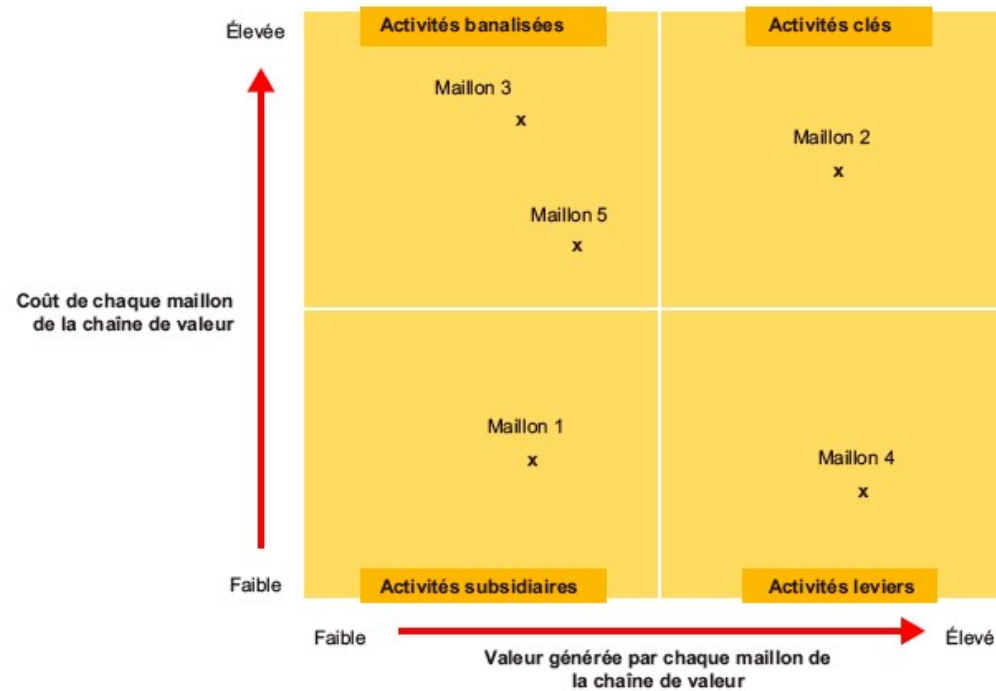 Activités banalisées
Activités clés
Élevée
Maillon 3
x
Maillon 2
x
Maillon 5
x
Coût de chaque maillon
de la chaîne de valeur
Maillon 1
x
Maillon 4
x
Faible
Activités subsidiaires
Activités leviers
Faible
Élevé
Valeur générée par chaque maillon de
la chaîne de valeur